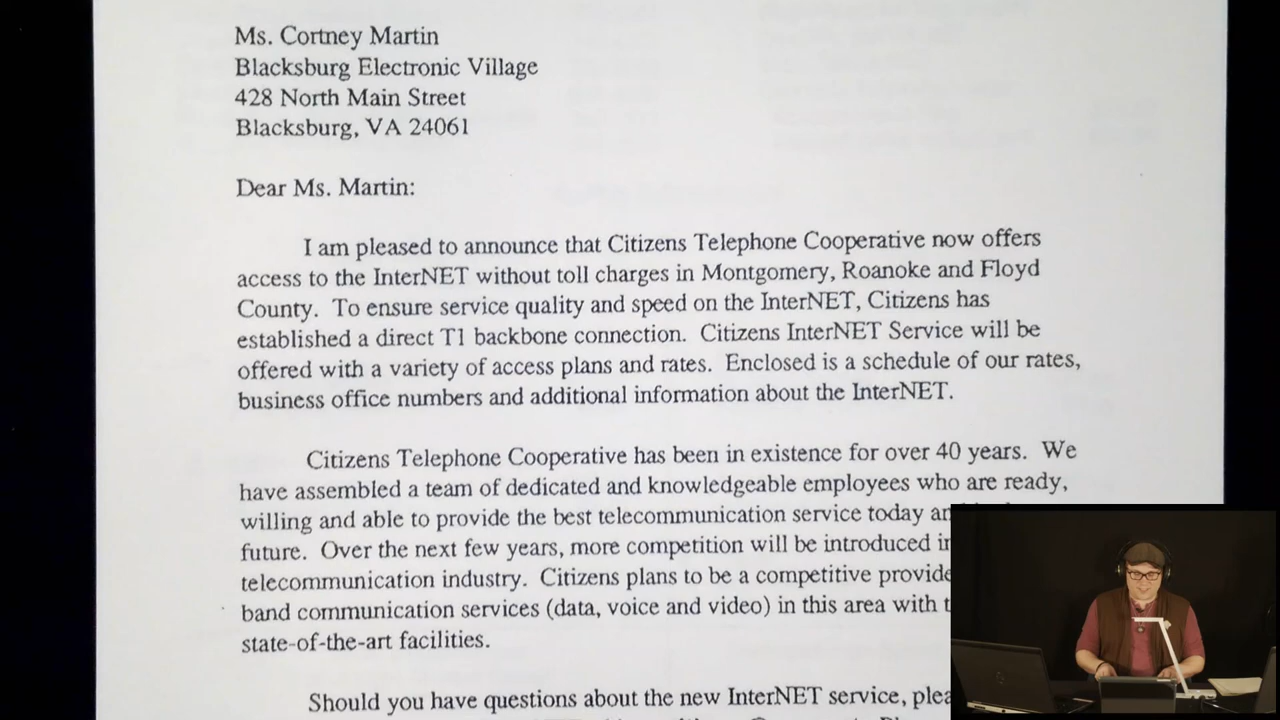 Ms. Cortney Martin
Blacksburg Electronic Village
428 North Main Street
Blacksburg, VA 24061
Dear Ms. Martin:
I am pleased to announce that Citizens Telephone Cooperative now offers
access to the InterNET without toll charges in Montgomery, Roanoke and Floyd
County. To ensure service quality and speed on the InterNET, Citizens has
established a direct T1 backbone connection. Citizens InterNET Service will be
offered with a variety of access plans and rates. Enclosed is a schedule of our rates,
business office numbers and additional information about the InterNET.
Citizens Telephone Cooperative has been in existence for over 40 years. We
have assembled a team of dedicated and knowledgeable employees who are ready,
willing and able to provide the best telecommunication service today
future. Over the next few years, more competition will be introduced
telecommunication industry. Citizens plans to be a competitive
band communication services (data, voice and video) in this area with
state-of-the-art facilities.
Should you have questions about the new InterNET service,